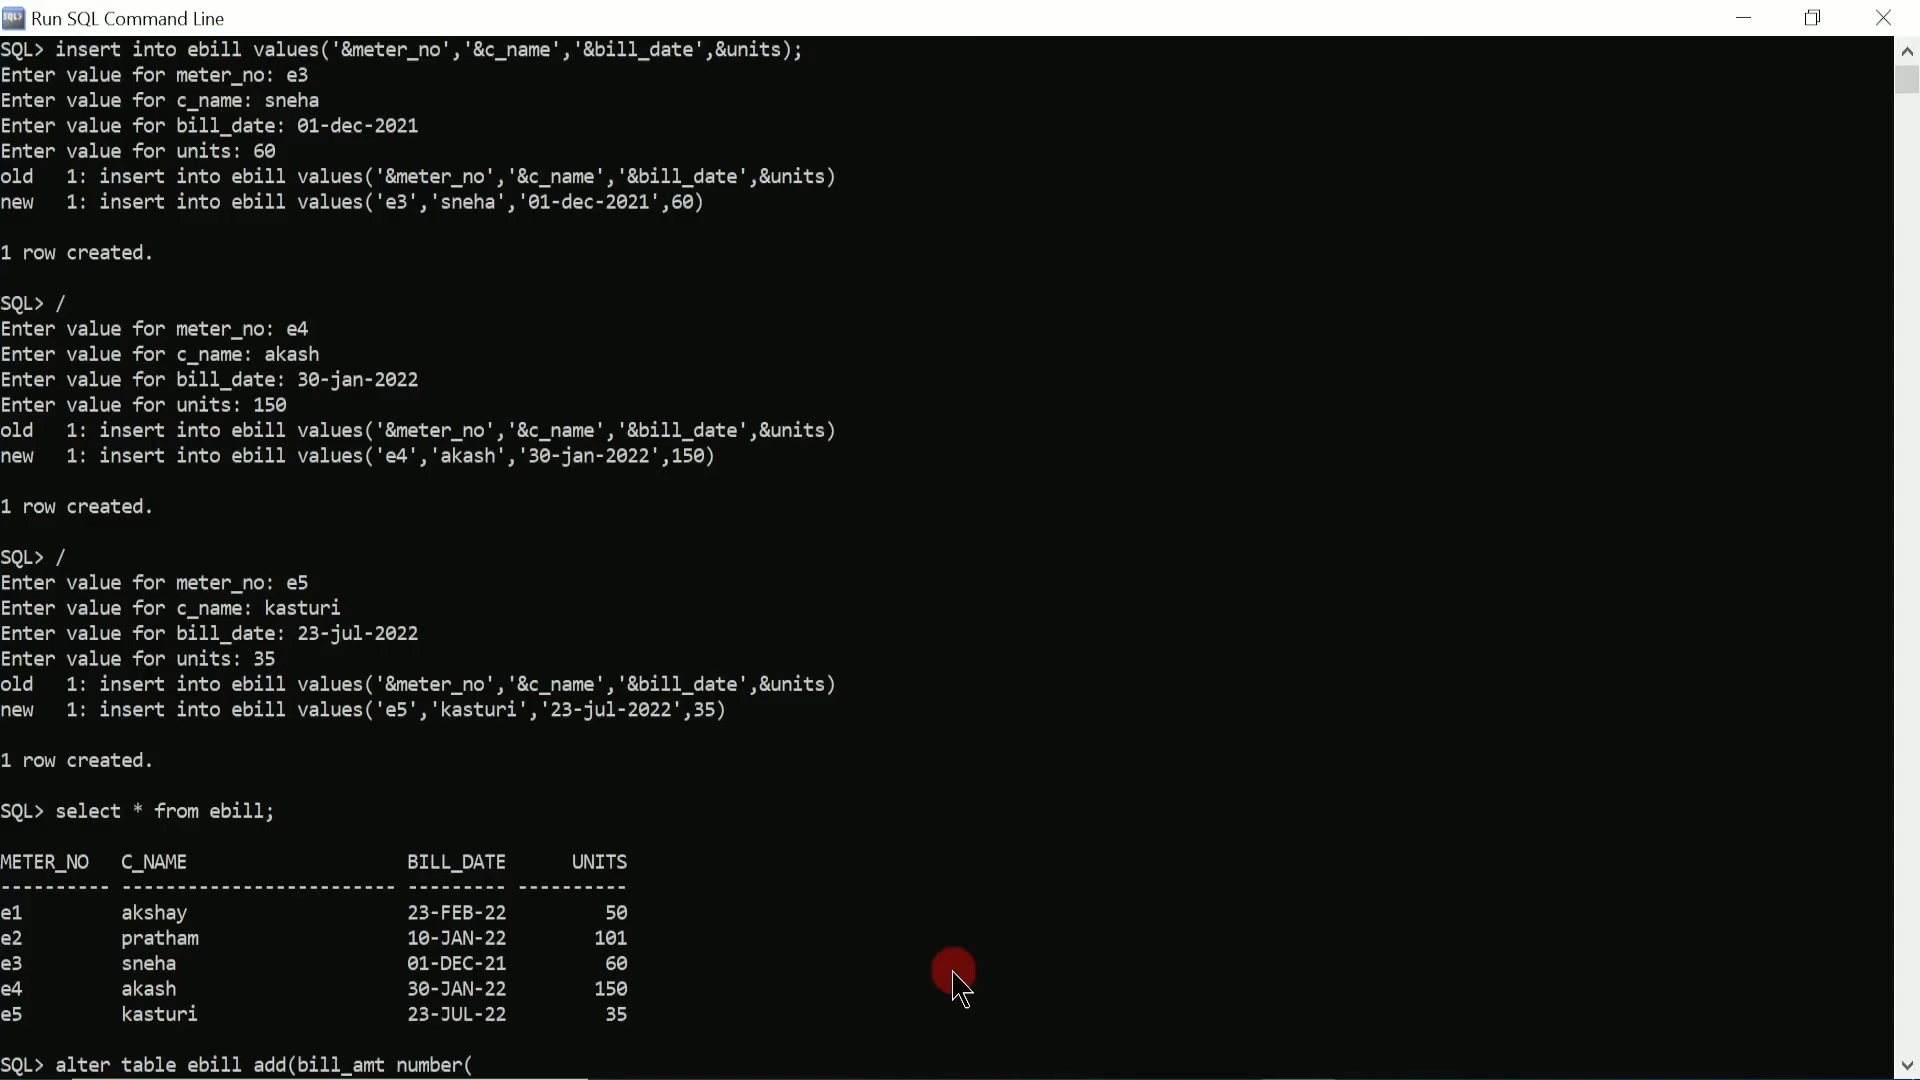 Run SQL Command Line
SQL> insert into ebill values('&meter_no','&c_name','&bill_date',&units);
Enter value for meter_no: e3
Enter value for c_name: sneha
Enter value for bill_date: 01-dec-2021
Enter value for units: 60
old   1: insert into ebill values('&meter_no','&c_name','&bill_date',&units)
new   1: insert into ebill values('e3','sneha','01-dec-2021',60)
1 row created.
SQL> /
Enter value for meter_no: e4
Enter value for c_name: akash
Enter value for bill_date: 30-jan-2022
Enter value for units: 150
old   1: insert into ebill values('&meter_no','&c_name','&bill_date',&units)
new   1: insert into ebill values('e4','akash','30-jan-2022',150)
1 row created.
SQL> /
Enter value for meter_no: e5
Enter value for c_name: kasturi
Enter value for bill_date: 23-jul-2022
Enter value for units: 35
old   1: insert into ebill values('&meter_no','&c_name','&bill_date',&units)
new   1: insert into ebill values('e5','kasturi','23-jul-2022',35)
1 row created.
SQL> select * from ebill;
METER_NO   C_NAME                    BILL_DATE      UNITS
---------- ------------------------- --------- ----------
e1         akshay                    23-FEB-22         50
e2         pratham                   10-JAN-22        101
e3         sneha                     01-DEC-21         60
e4         akash                     30-JAN-22        150
e5         kasturi                   23-JUL-22         35
SQL> alter table ebill add(bill_amt number(